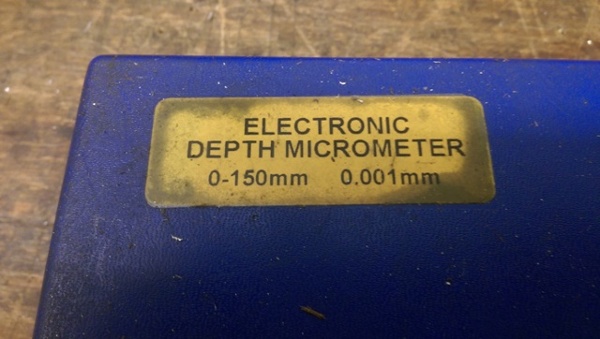 ELECTRONIC
DEPTH MICROMETER
0-150mm 0.001mm